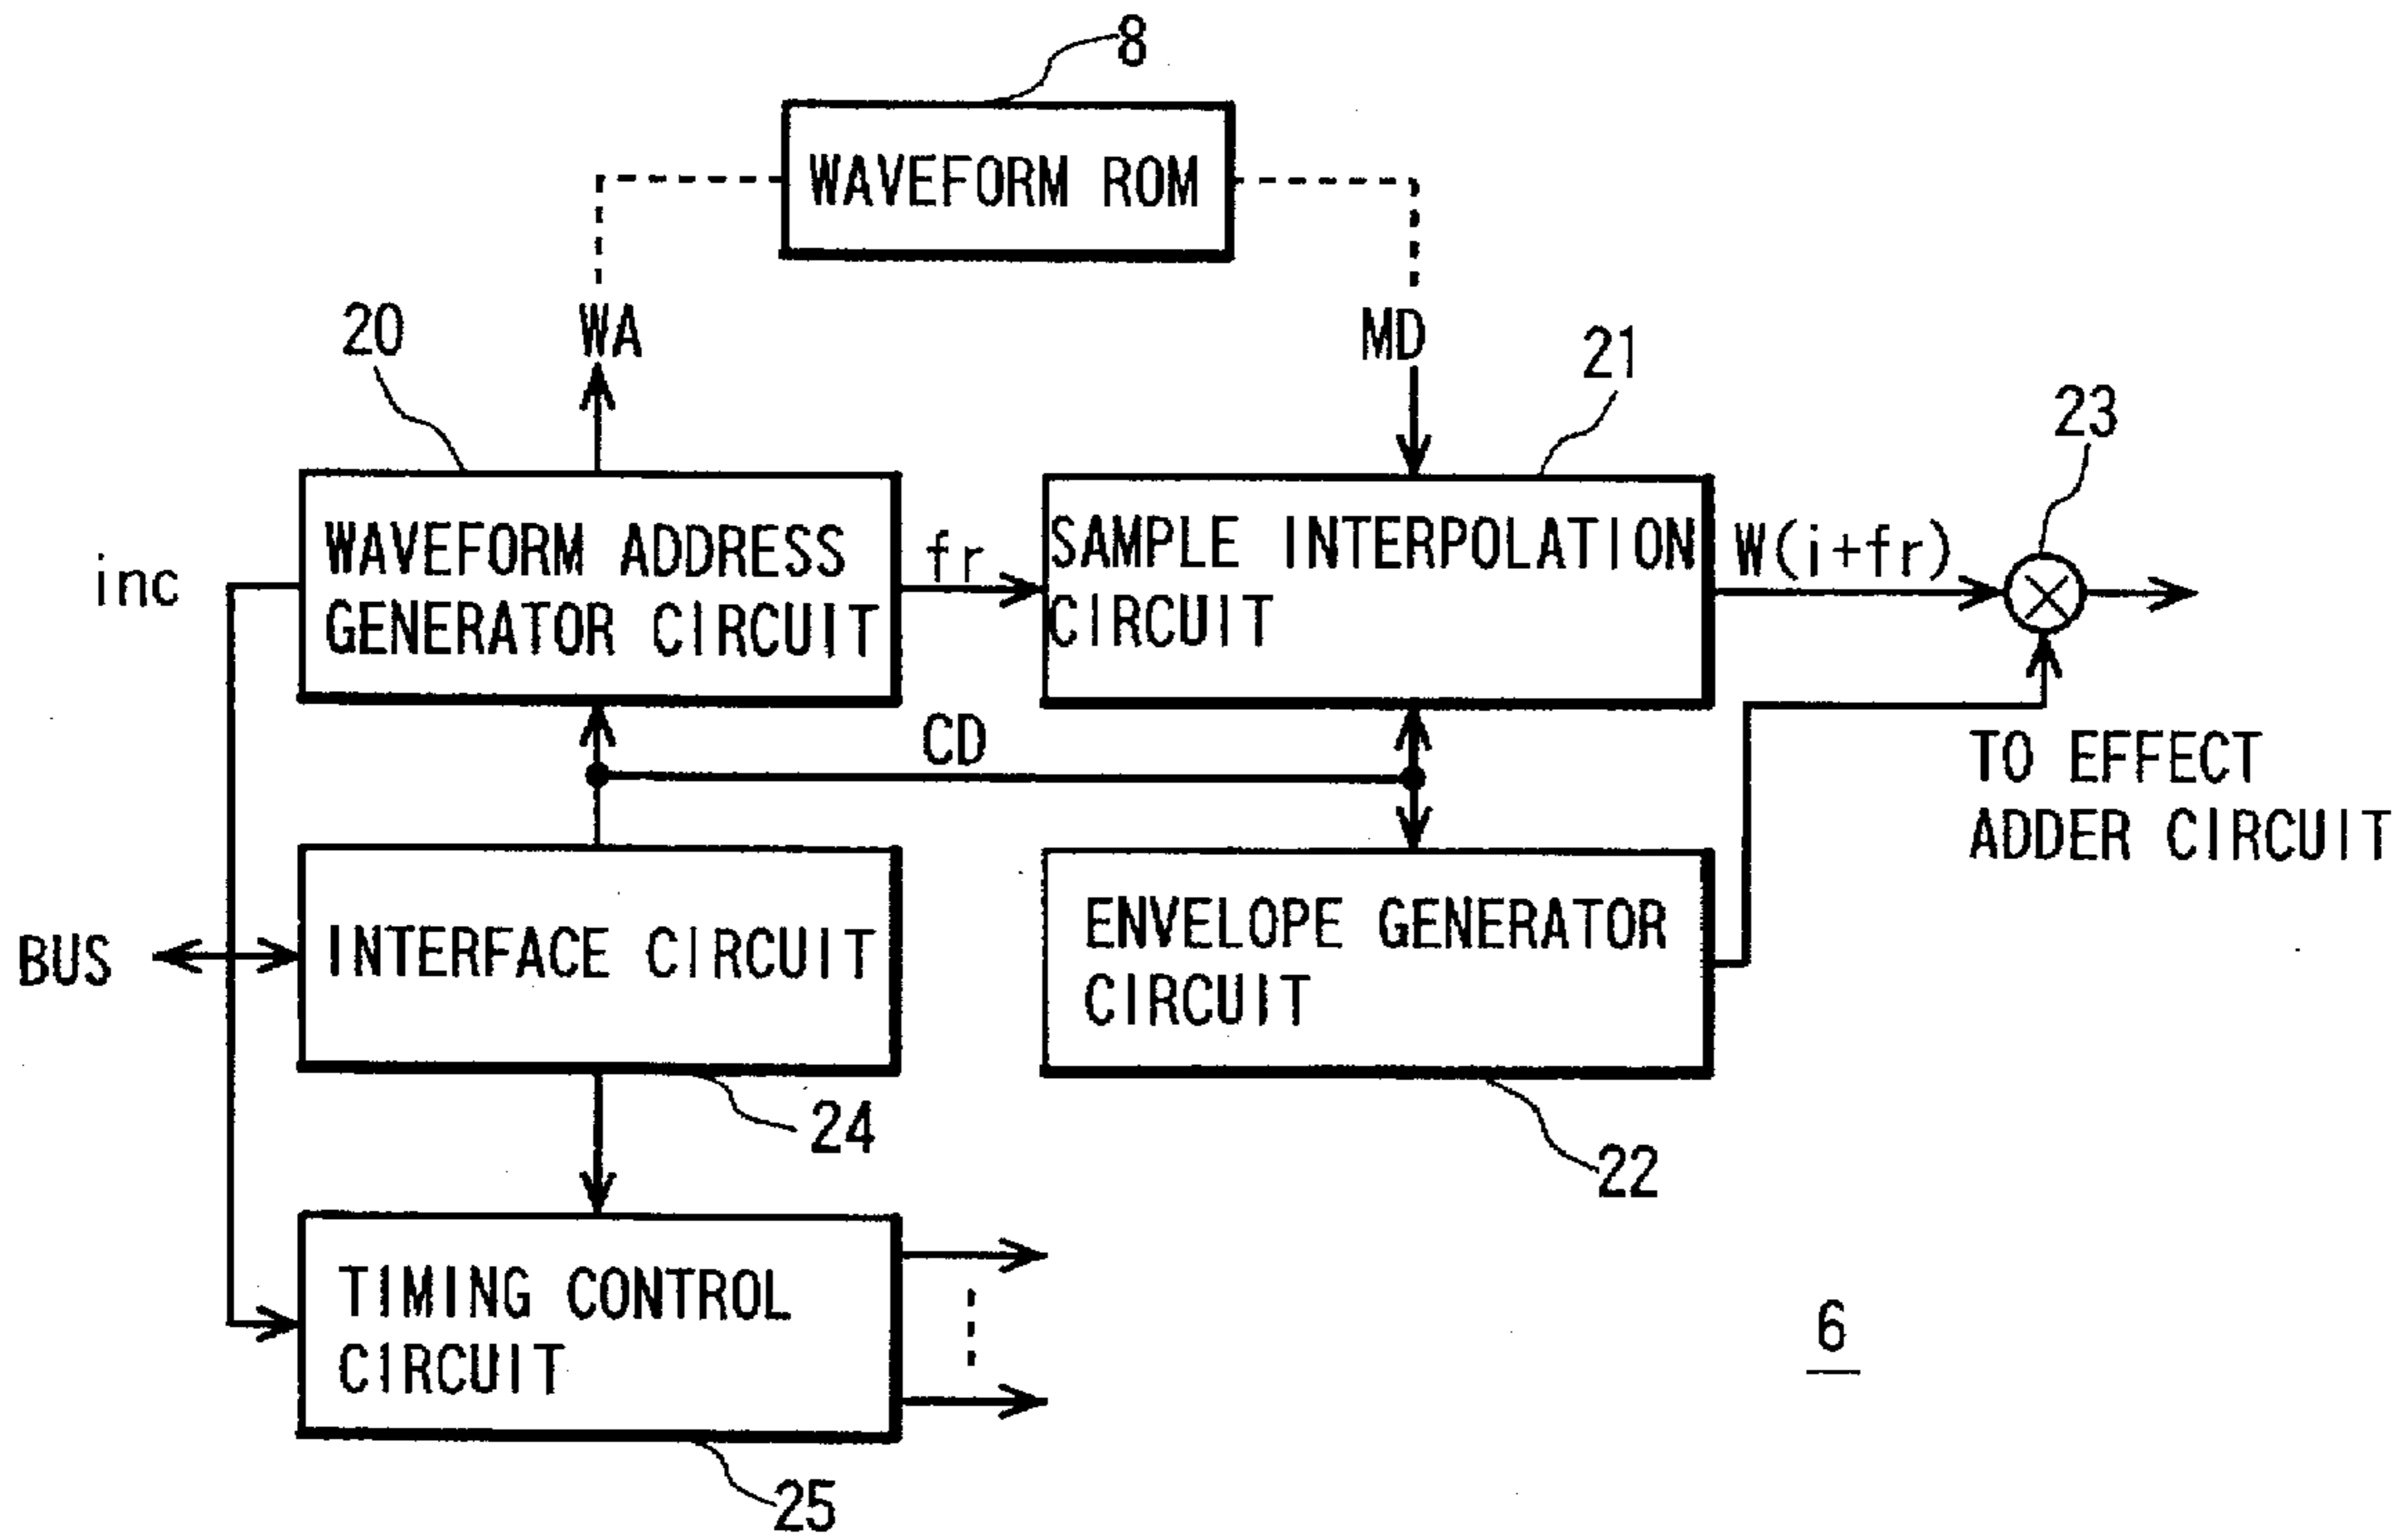 8
WAVEFORM ROM
20
WA
MD
21
23
inc
WAVEFORM ADDRESS
GENERATOR CIRCUIT
fr
SAMPLE INTERPOLATION
CIRCUIT
W(i+fr)
CD
TO EFFECT
ADDER CIRCUIT
BUS
INTERFACE CIRCUIT
ENVELOPE GENERATOR
CIRCUIT
24
22
TIMING CONTROL
CIRCUIT
6
25